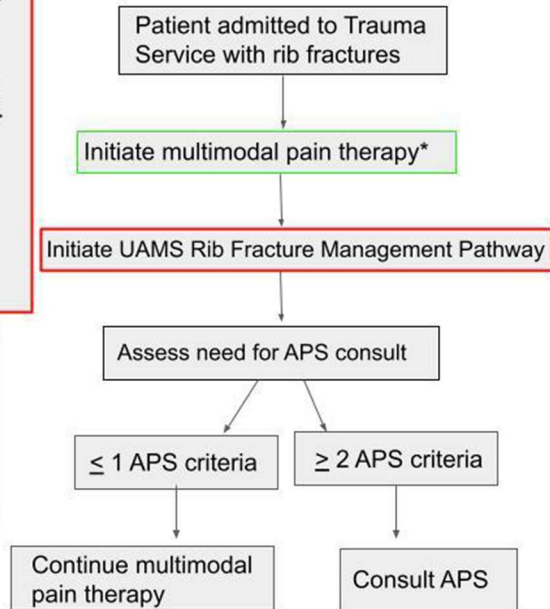 Patient admitted to Trauma
Service with rib fractures
Initiate multimodal pain therapy*
Initiate UAMS Rib Fracture Management Pathway
Assess need for APS consult
≤ 1 APS criteria
≥ 2 APS criteria
Continue multimodal
pain therapy
Consult APS